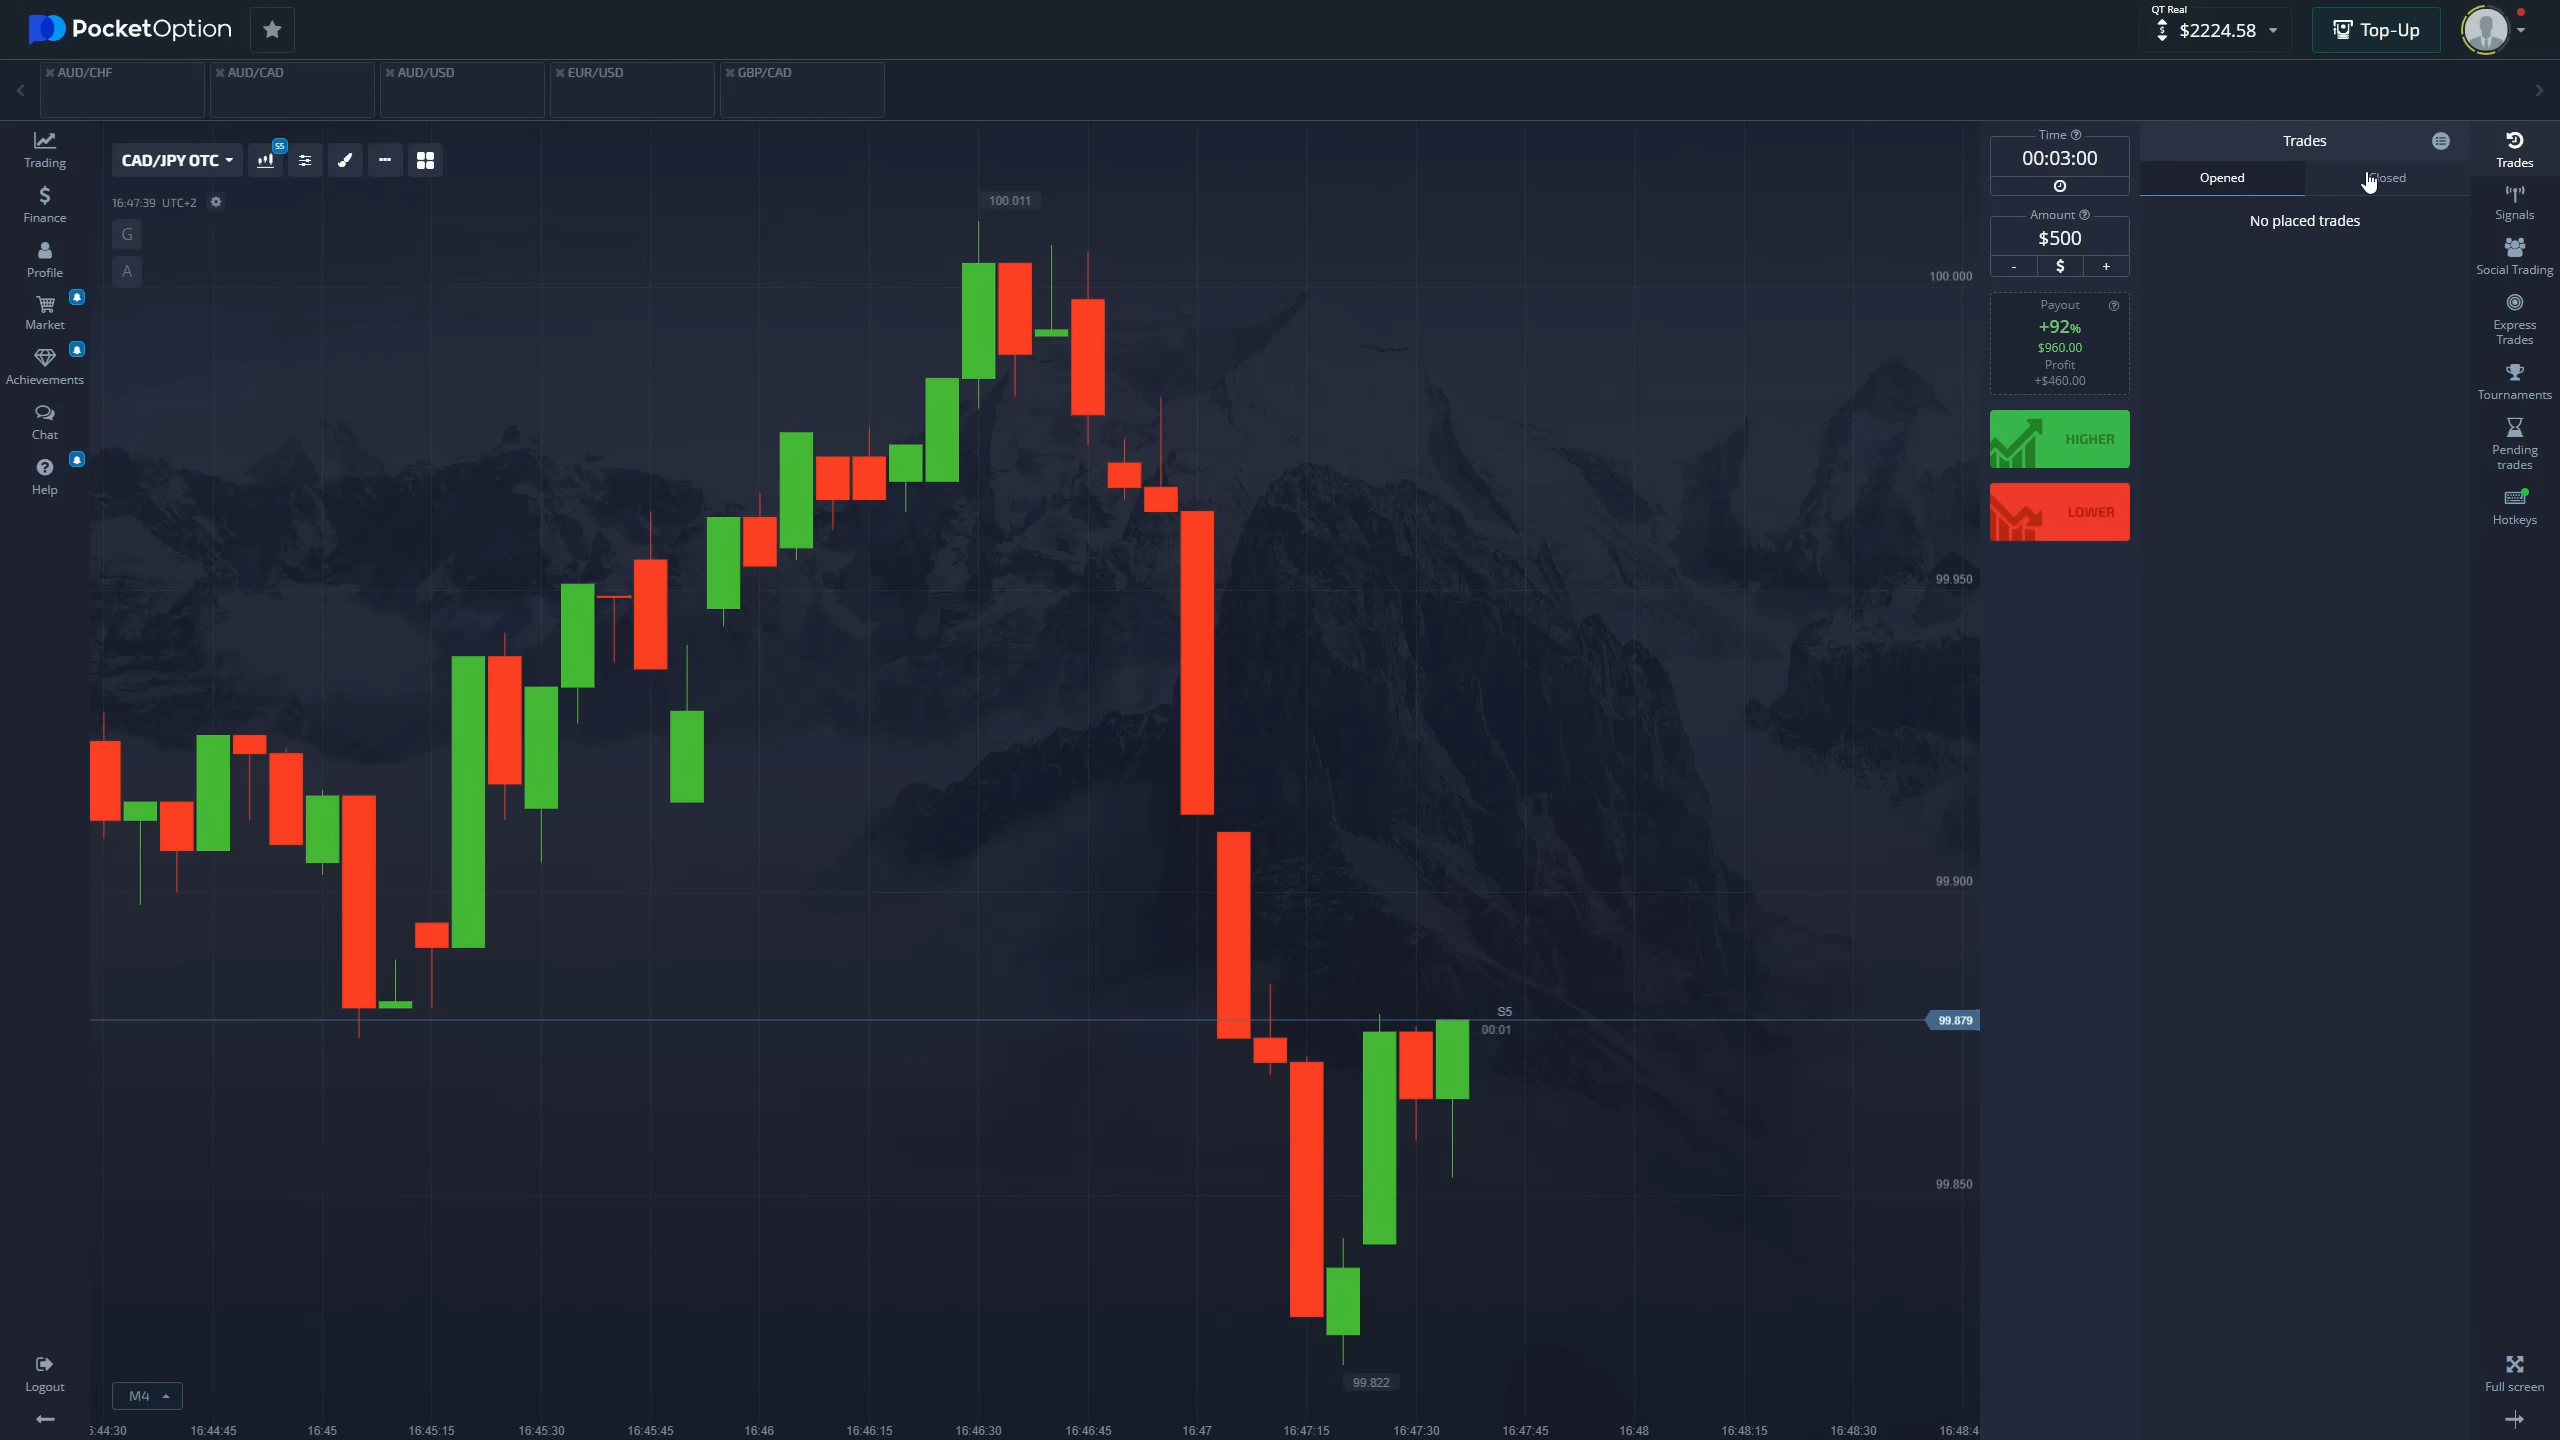 PocketOption
QT Real
$2224.58
Top-Up
AUD/CHF
AUD/CAD
AUD/USD
EUR/USD
GBP/CAD
Trading
Finance
Profile
Market
Achievements
Chat
Help
Logout
CAD/JPY OTC
S5
16:47:39 UTC+2
G
A
100.011
100.000
99.950
99.900
S5
00:01
99.879
99.850
99.822
M4
16:44:45
16:45
16:45:15
16:45:30
16:45:45
16:46
16:46:15
16:46:30
16:46:45
16:47
16:47:15
16:47:30
16:47:45
16:48
16:48:15
16:48:30
16:48:4
Time
00:03:00
Amount
$500
- $ +
Payout
+92%
$960.00
Profit
+$460.00
HIGHER
LOWER
Trades
Opened
No placed trades
Trades
Signals
Social Trading
Express
Trades
Tournaments
Pending
trades
Hotkeys
Full screen